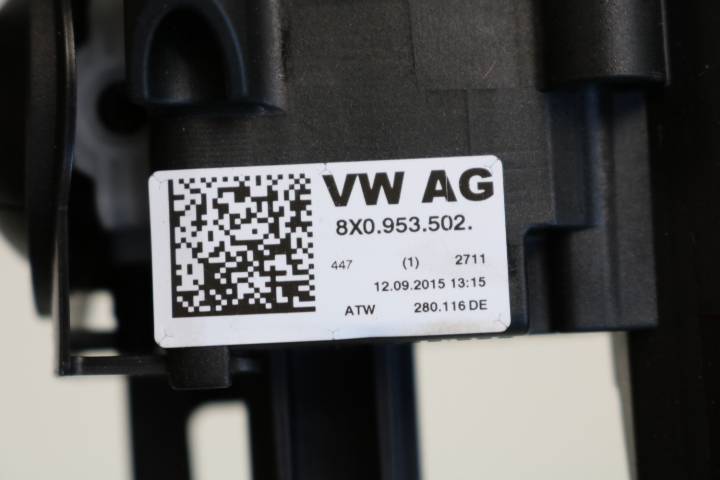 VW AG
8X0.953.502.
447 (1) 2711
12.09.2015 13:15
ATW 280.116 DE